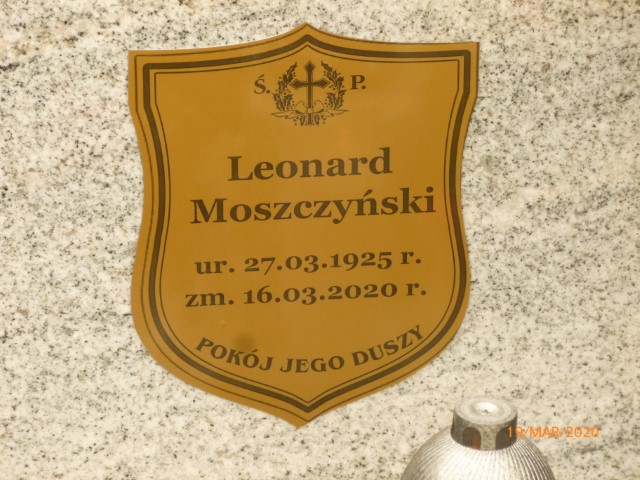 Ś. P.
Leonard
Moszczyński
ur. 27.03.1925 r.
zm. 16.03.2020 r.
POKÓJ JEGO DUSZY
19/MAR/2020